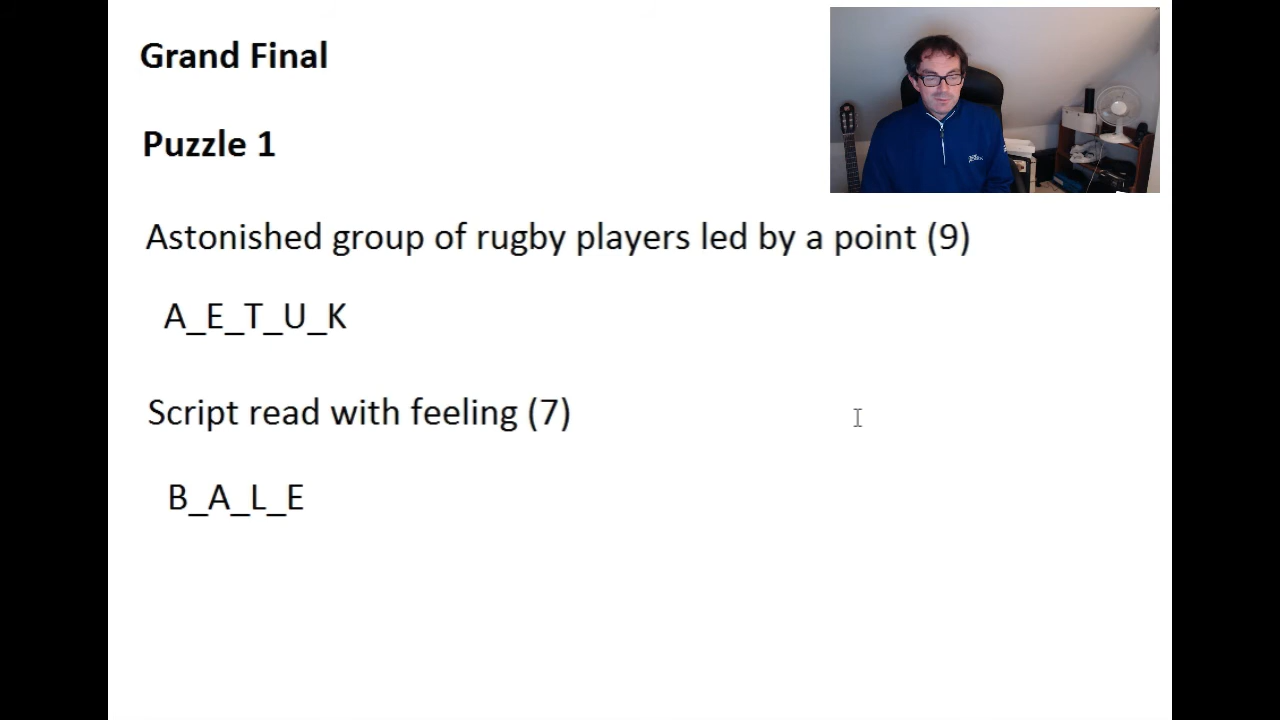 Grand Final
Puzzle 1
Astonished group of rugby players led by a point (9)
A_E_T_U_K
Script read with feeling (7)
B_A_L_E